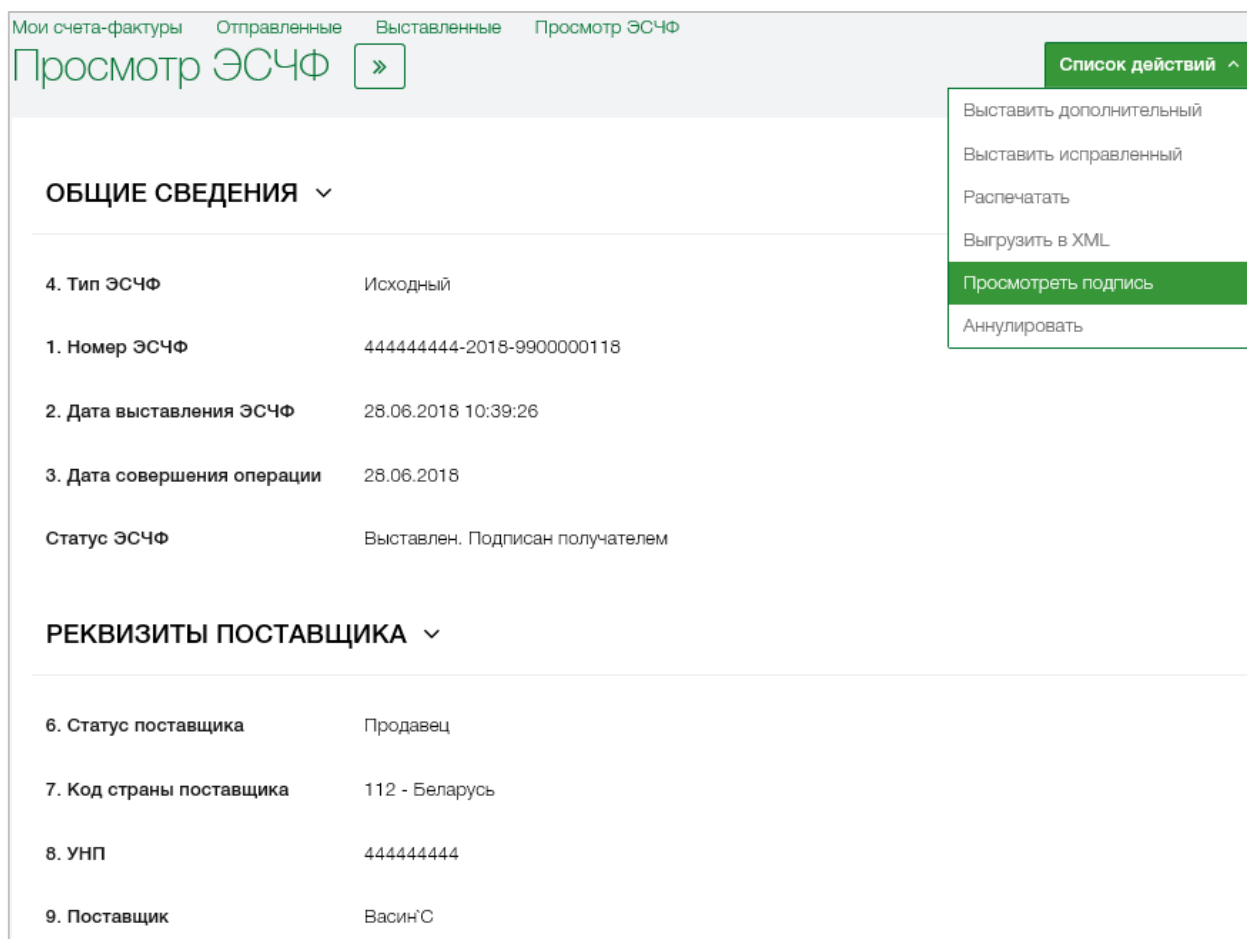 Мои счета-фактуры Отправленные Выставленные Просмотр ЭСЧФ
Просмотр ЭСЧФ »
Список действий
Выставить дополнительный
Выставить исправленный
Распечатать
Выгрузить в XML
Просмотреть подпись
Аннулировать
ОБЩИЕ СВЕДЕНИЯ
4. Тип ЭСЧФ Исходный
1. Номер ЭСЧФ 444444444-2018-9900000118
2. Дата выставления ЭСЧФ 28.06.2018 10:39:26
3. Дата совершения операции 28.06.2018
Статус ЭСЧФ Выставлен. Подписан получателем
РЕКВИЗИТЫ ПОСТАВЩИКА
6. Статус поставщика Продавец
7. Код страны поставщика 112 - Беларусь
8. УНП 444444444
9. Поставщик Васин`С